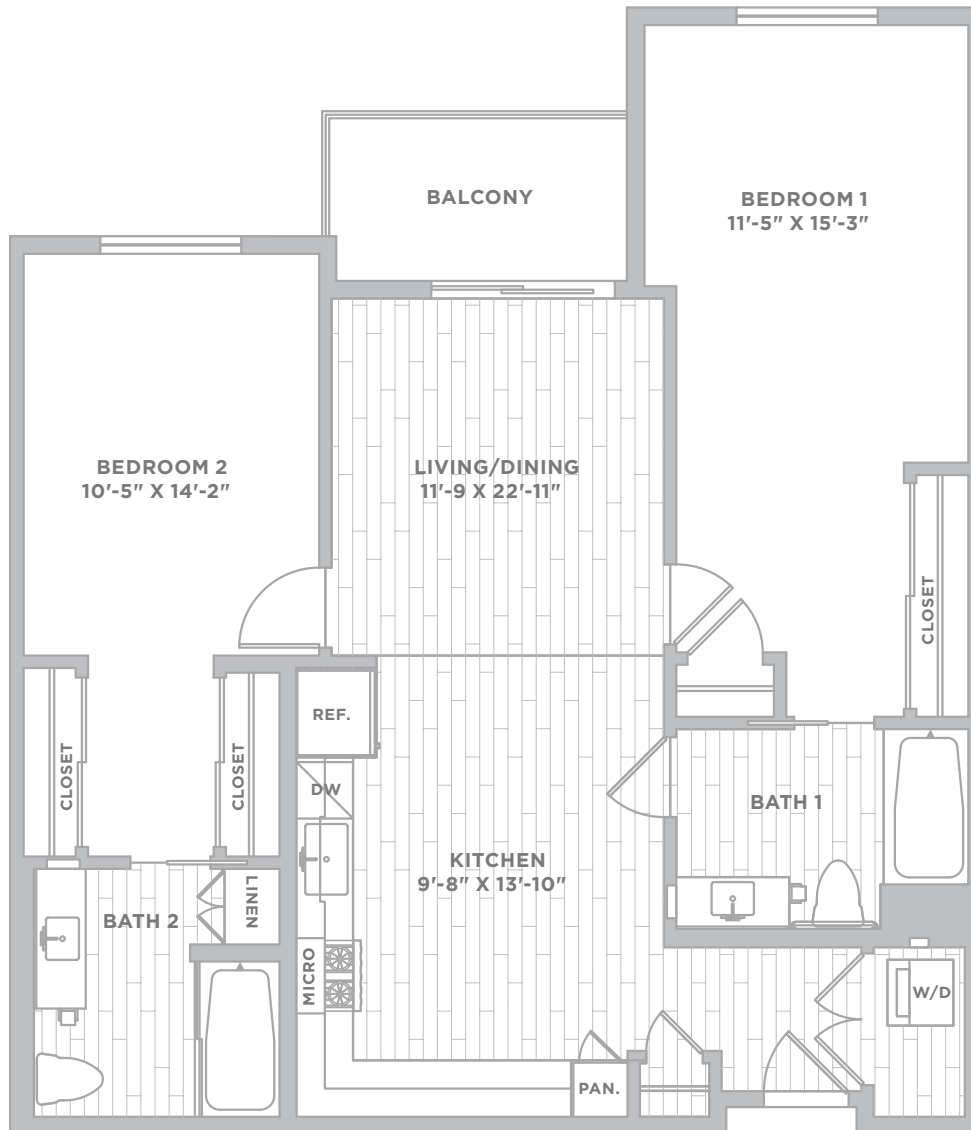 BALCONY
BEDROOM 1
11'-5" X 15'-3"
BEDROOM 2
10'-5" X 14'-2"
LIVING/DINING
11'-9 X 22'-11"
CLOSET
REF.
CLOSET
CLOSET
DW
BATH 1
KITCHEN
9'-8" X 13'-10"
LINEN
BATH 2
MICRO
W/D
PAN.